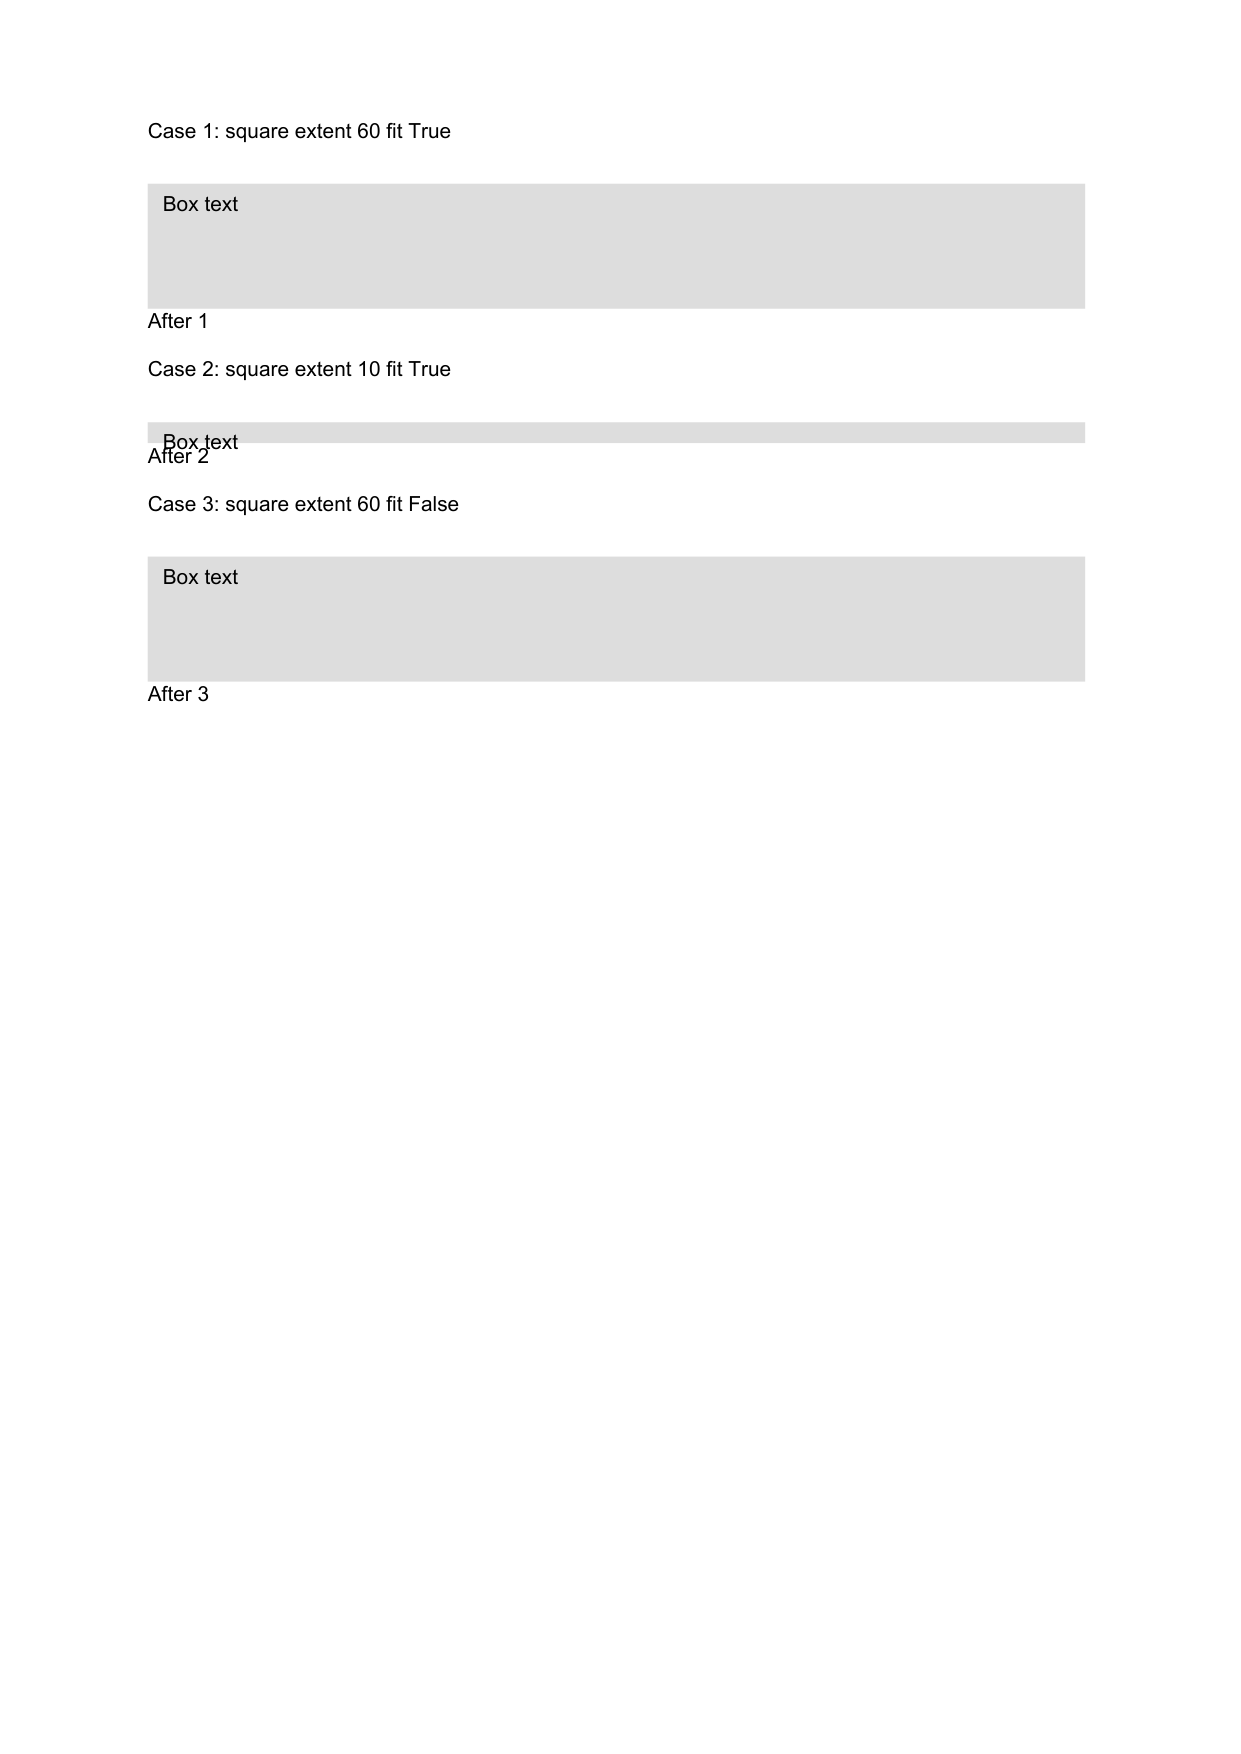 Case 1: square extent 60 fit True
Box text
After 1
Case 2: square extent 10 fit True
Box text
After 2
Case 3: square extent 60 fit False
Box text
After 3